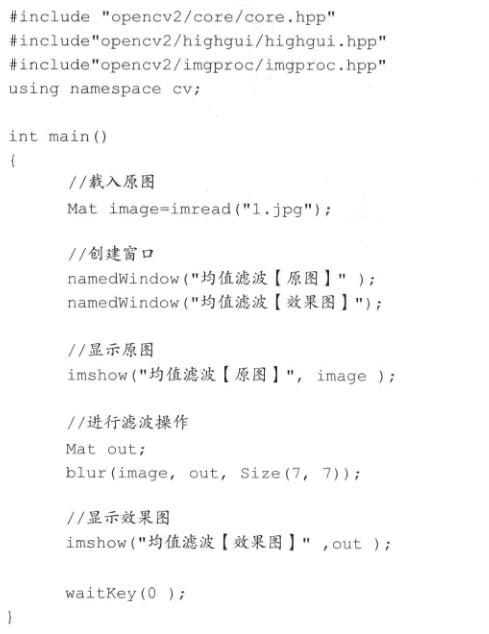 #include "opencv2/core/core.hpp"
#include "opencv2/highgui/highgui.hpp"
#include"opencv2/imgproc/imgproc.hpp"
using namespace cv;

int main()
{
//载入原图
Mat image=imread("1.jpg");

//创建窗口
namedWindow("均值滤波【原图】" );
namedWindow("均值滤波【效果图】");

//显示原图
imshow("均值滤波【原图】", image );

//进行滤波操作
Mat out;
blur(image, out, Size(7, 7));

//显示效果图
imshow("均值滤波【效果图】" ,out );

waitKey(0 );
}